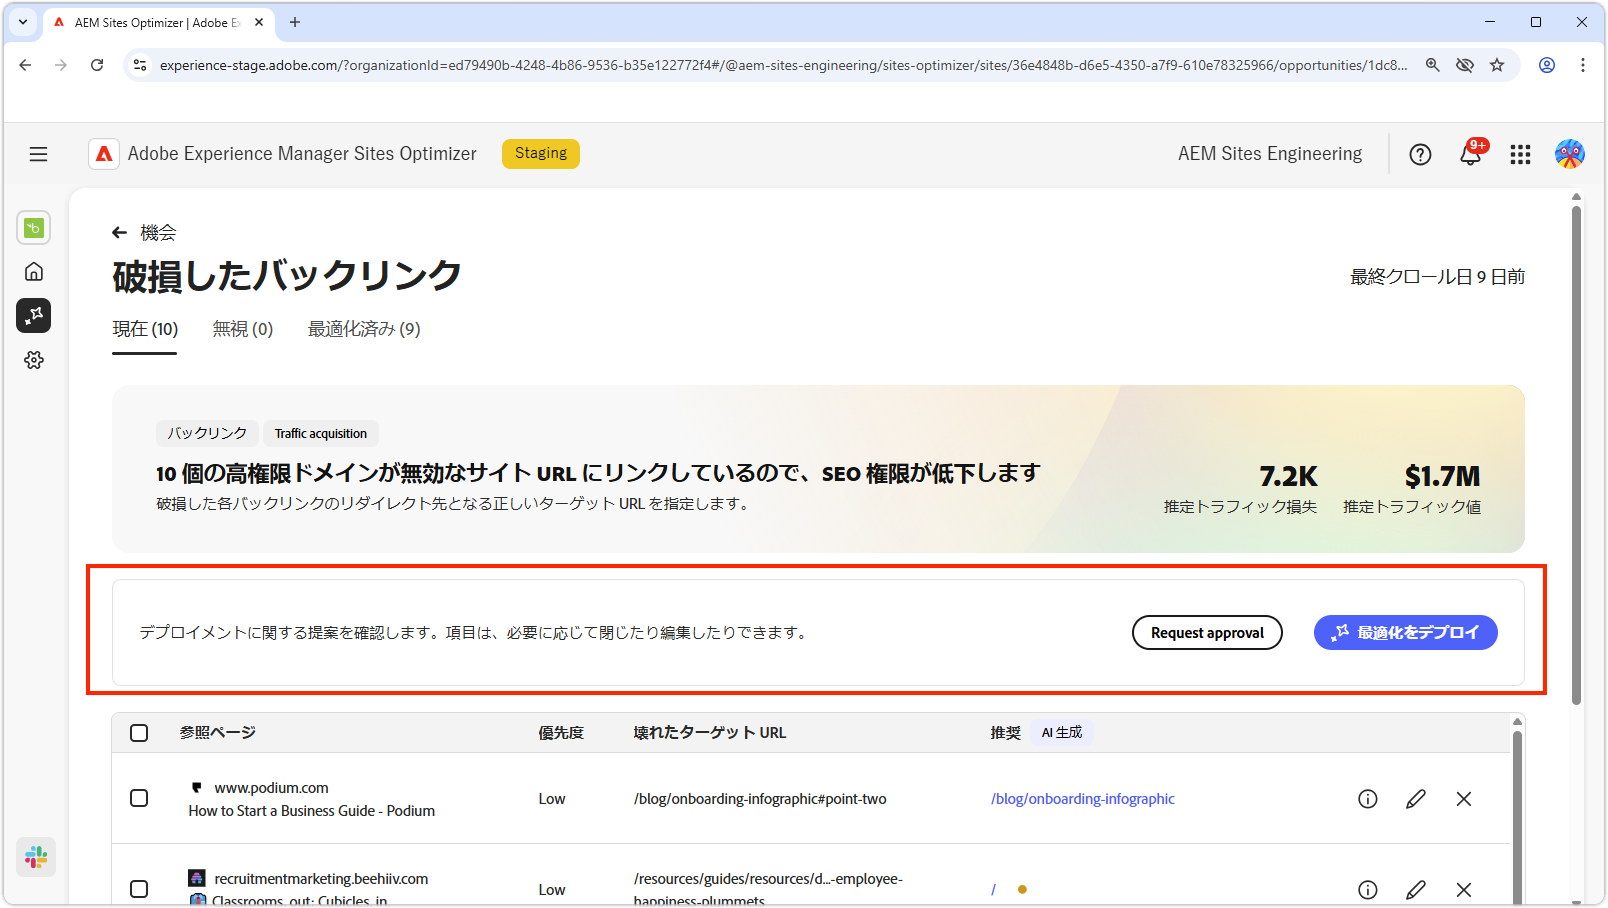 AEM Sites Optimizer | Adobe Ex
experience-stage.adobe.com/?organizationId=ed79490b-4248-4b86-9536-b35e122772f4#/@aem-sites-engineering/sites-optimizer/sites/36e4848b-d6e5-4350-a7f9-610e78325966/opportunities/1dc8...
Adobe Experience Manager Sites Optimizer
Staging
AEM Sites Engineering
9+
機会
破損したバックリンク
最終クロール日 9 日前
現在 (10)
無視 (0)
最適化済み (9)
バックリンク
Traffic acquisition
10 個の高権限ドメインが無効なサイト URL にリンクしているので、SEO 権限が低下します
破損した各バックリンクのリダイレクト先となる正しいターゲット URL を指定します。
7.2K
推定トラフィック損失
$1.7M
推定トラフィック値
デプロイメントに関する提案を確認します。項目は、必要に応じて閉じたり編集したりできます。
Request approval
最適化をデプロイ
参照ページ
優先度
壊れたターゲット URL
推奨
AI 生成
www.podium.com
How to Start a Business Guide - Podium
Low
/blog/onboarding-infographic#point-two
/blog/onboarding-infographic
recruitmentmarketing.beehiiv.com
Classrooms, out; Cubicles, in
Low
/resources/guides/resources/d...-employee-
happiness-plummets
/